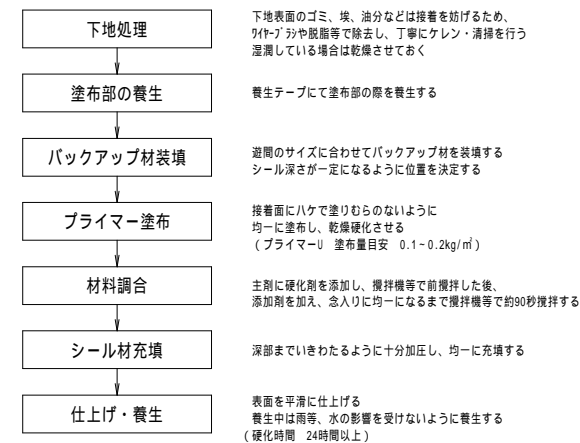 下地処理
下地表面のゴミ、埃、油分などは接着を妨げるため、
ﾜｲﾔｰﾌﾞﾗｼや脱脂等で除去し、丁寧にケレン・清掃を行う
湿潤している場合は乾燥させておく
塗布部の養生
養生テープにて塗布部の際を養生する
バックアップ材装填
遊間のサイズに合わせてバックアップ材を装填する
シール深さが一定になるように位置を決定する
プライマー塗布
接着面にハケで塗りむらのないように
均一に塗布し、乾燥硬化させる
(プライマーU 塗布量目安 0.1~0.2kg/㎡)
材料調合
主剤に硬化剤を添加し、攪拌機等で前攪拌した後、
添加剤を加え、念入りに均一になるまで攪拌機等で約90秒撹拌する
シール材充填
深部までいきわたるように十分加圧し、均一に充填する
仕上げ・養生
表面を平滑に仕上げる
養生中は雨等、水の影響を受けないように養生する
(硬化時間 24時間以上)